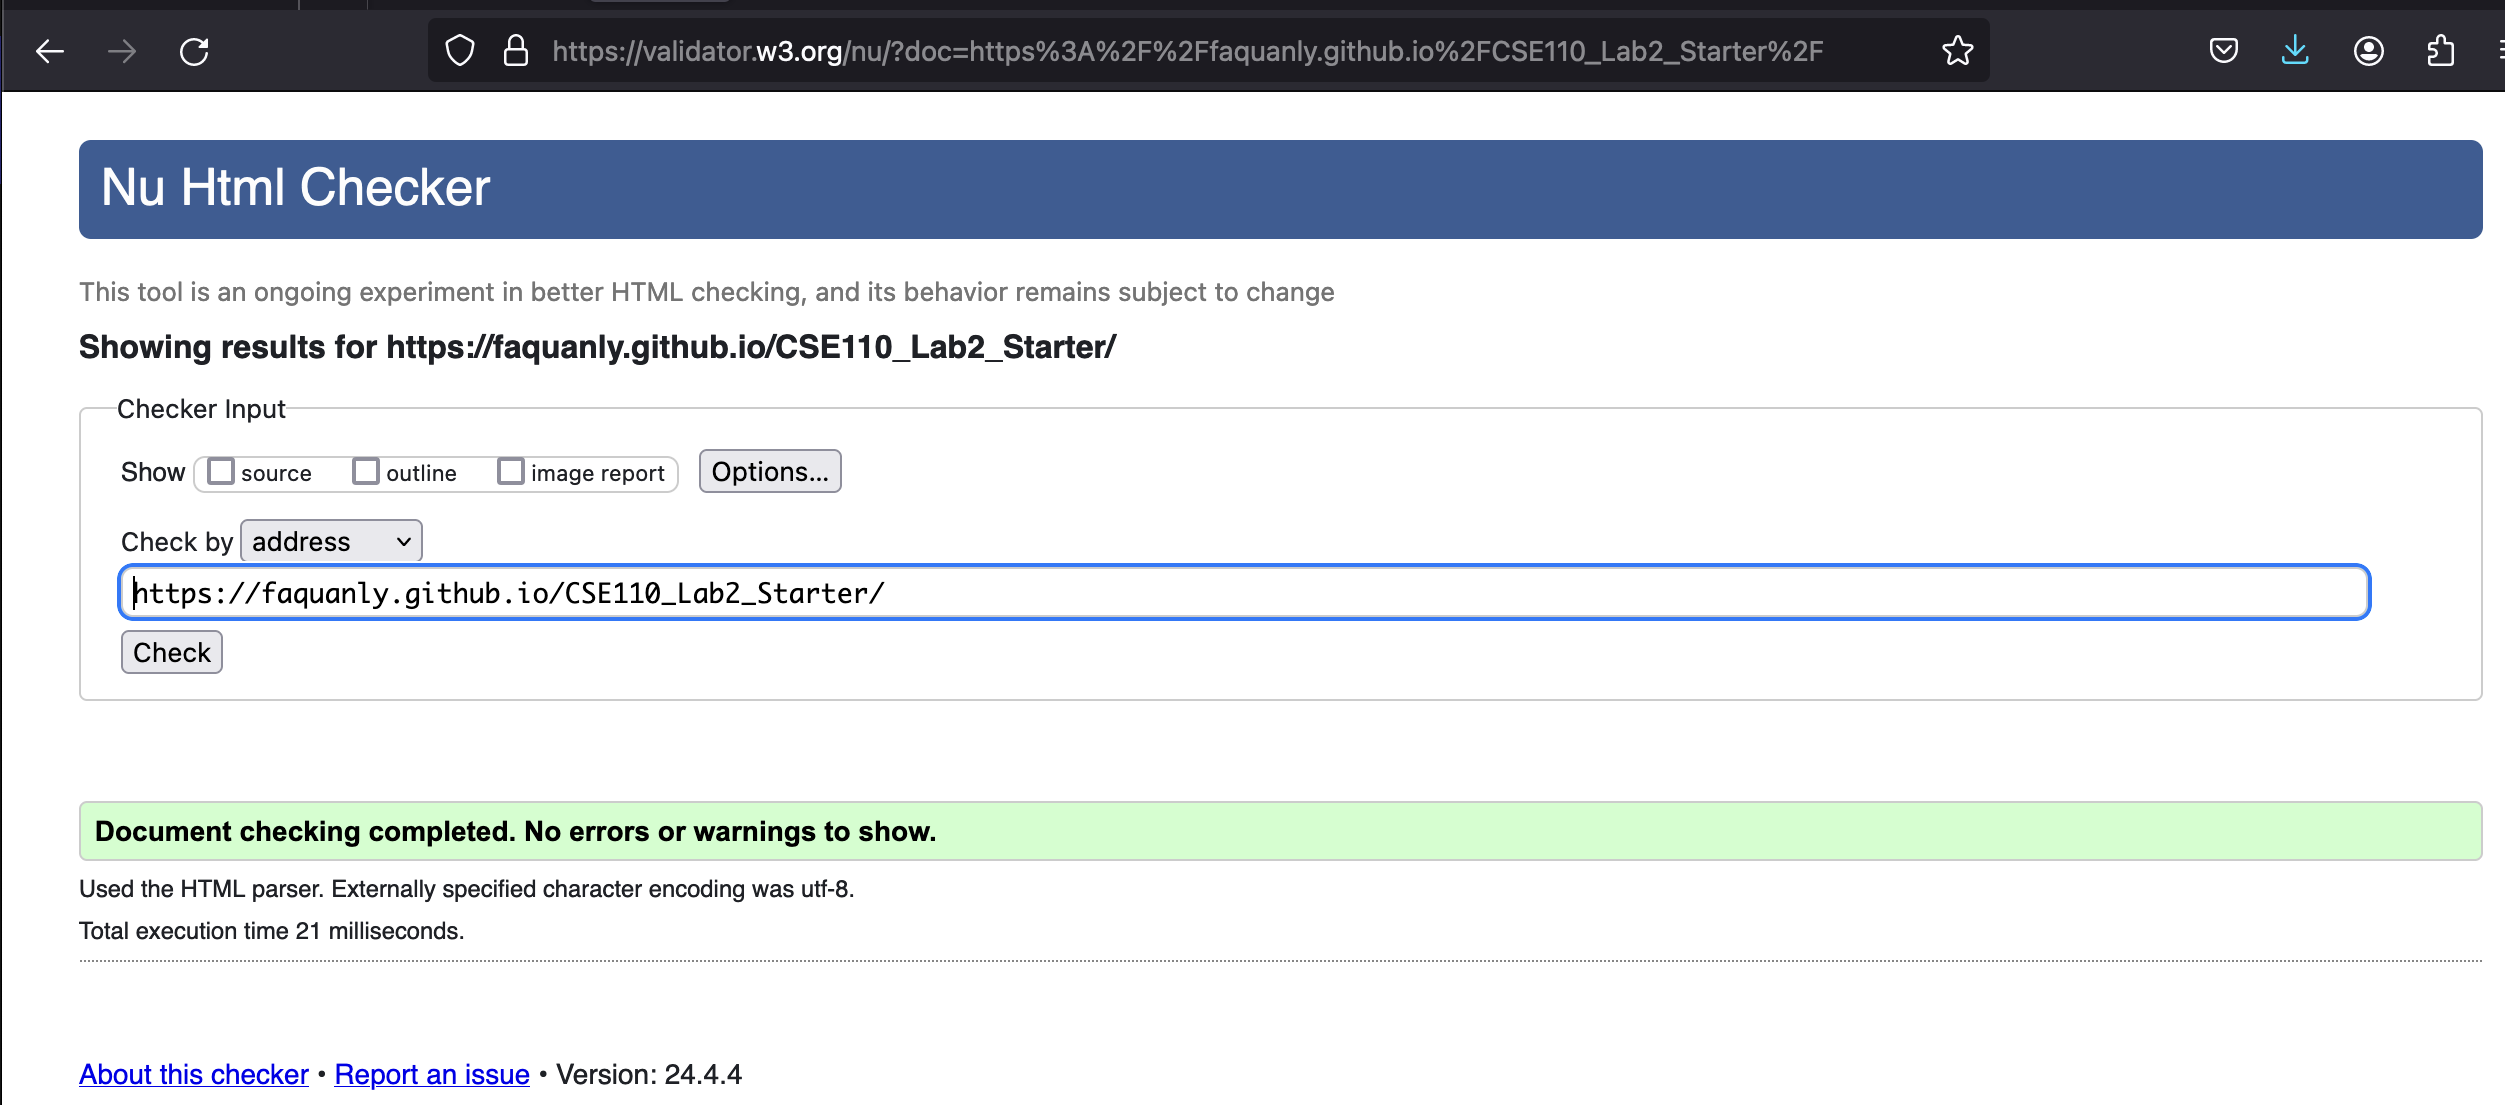 https://validator.w3.org/nu/?doc=https%3A%2F%2Ffaquanly.github.io%2FCSE110_Lab2_Starter%2F
Nu Html Checker
This tool is an ongoing experiment in better HTML checking, and its behavior remains subject to change
Showing results for https://faquanly.github.io/CSE110_Lab2_Starter/
Checker Input
Show source outline image report Options...
Check by address
https://faquanly.github.io/CSE110_Lab2_Starter/
Check
Document checking completed. No errors or warnings to show.
Used the HTML parser. Externally specified character encoding was utf-8.
Total execution time 21 milliseconds.
About this checker • Report an issue • Version: 24.4.4